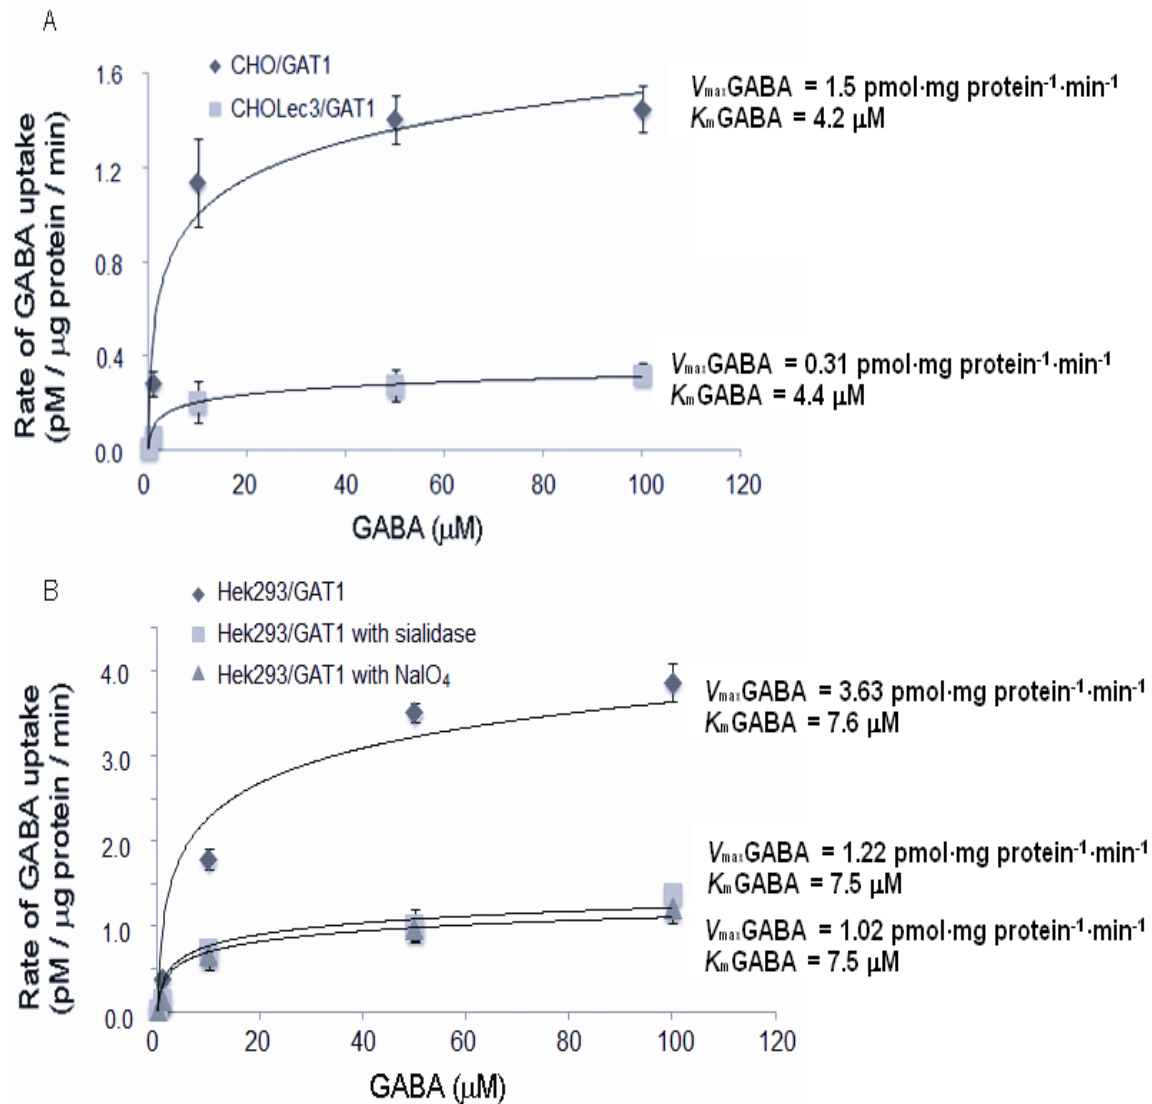 A
CHO/GAT1
CHOLec3/GAT1
Rate of GABA uptake
(pM / µg protein / min)
1.6
1.2
0.8
0.4
0.0
0 20 40 60 80 100 120
GABA (µM)
VmaxGABA = 1.5 pmol·mg protein⁻¹·min⁻¹
KmGABA = 4.2 µM
VmaxGABA = 0.31 pmol·mg protein⁻¹·min⁻¹
KmGABA = 4.4 µM
B
Hek293/GAT1
Hek293/GAT1 with sialidase
Hek293/GAT1 with NaIO₄
Rate of GABA uptake
(pM / µg protein / min)
4.0
3.0
2.0
1.0
0.0
0 20 40 60 80 100 120
GABA (µM)
VmaxGABA = 3.63 pmol·mg protein⁻¹·min⁻¹
KmGABA = 7.6 µM
VmaxGABA = 1.22 pmol·mg protein⁻¹·min⁻¹
KmGABA = 7.5 µM
VmaxGABA = 1.02 pmol·mg protein⁻¹·min⁻¹
KmGABA = 7.5 µM